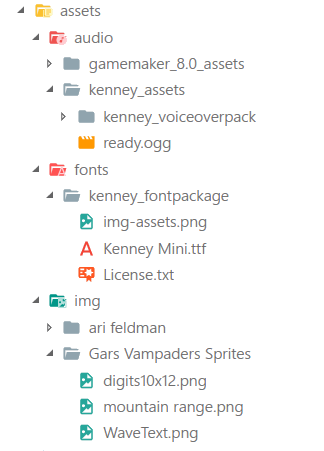 assets
audio
gamemaker_8.0_assets
kenney_assets
kenney_voiceoverpack
ready.ogg
fonts
kenney_fontpackage
img-assets.png
Kenney Mini.ttf
License.txt
img
ari feldman
Gars Vampaders Sprites
digits10x12.png
mountain range.png
WaveText.png